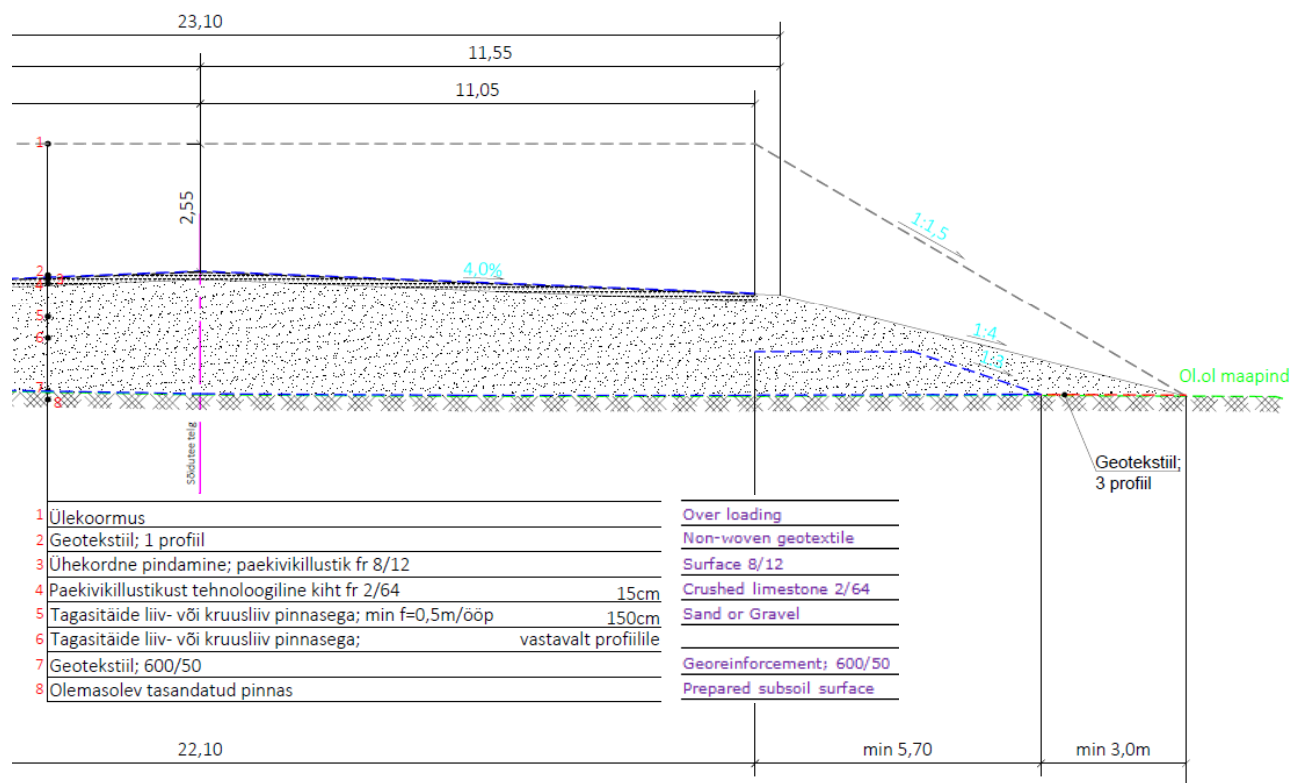 23,10
11,55
11,05
1
2,55
1:1,5
2
3
4
4,0%
5
6
1:4
1:3
7
8
Ol.ol maapind
Sõidutee telg
Geotekstiil;
3 profiil
1 Ülekoormus Over loading
2 Geotekstiil; 1 profiil Non-woven geotextile
3 Ühekordne pindamine; paekivikillustik fr 8/12 Surface 8/12
4 Paekivikillustikust tehnoloogiline kiht fr 2/64 15cm Crushed limestone 2/64
5 Tagasitäide liiv- või kruusliiv pinnasega; min f=0,5m/ööp 150cm Sand or Gravel
6 Tagasitäide liiv- või kruusliiv pinnasega; vastavalt profiilile
7 Geotekstiil; 600/50 Georeinforcement; 600/50
8 Olemasolev tasandatud pinnas Prepared subsoil surface
22,10 min 5,70 min 3,0m